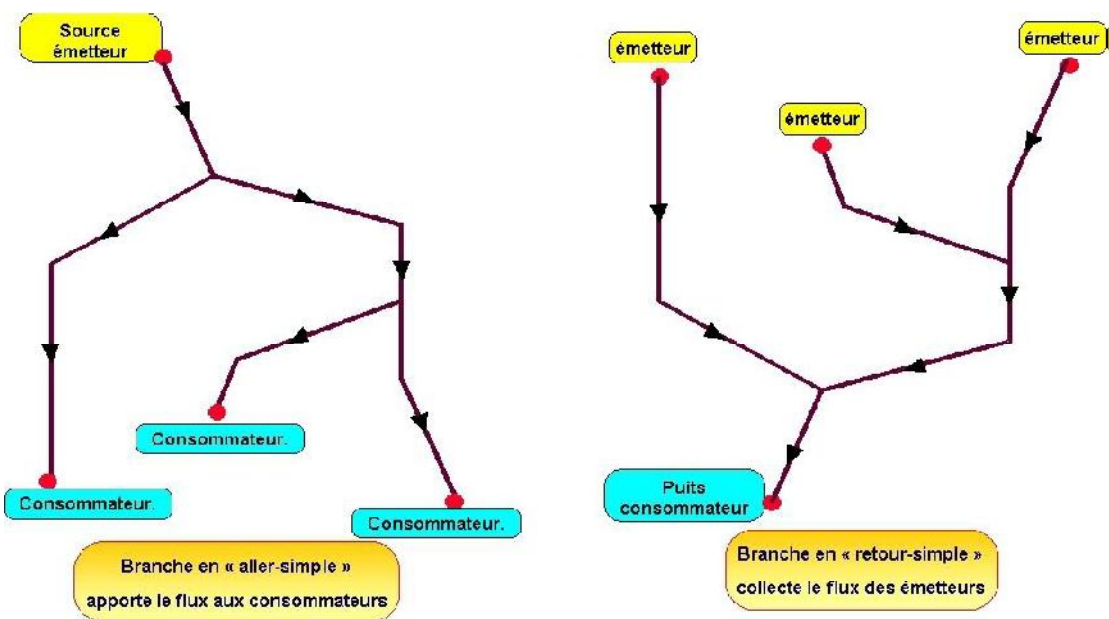 Source
émetteur
Consommateur.
Consommateur.
Consommateur.
Branche en « aller-simple »
apporte le flux aux consommateurs
émetteur
émetteur
émetteur
Puits
consommateur
Branche en « retour-simple »
collecte le flux des émetteurs